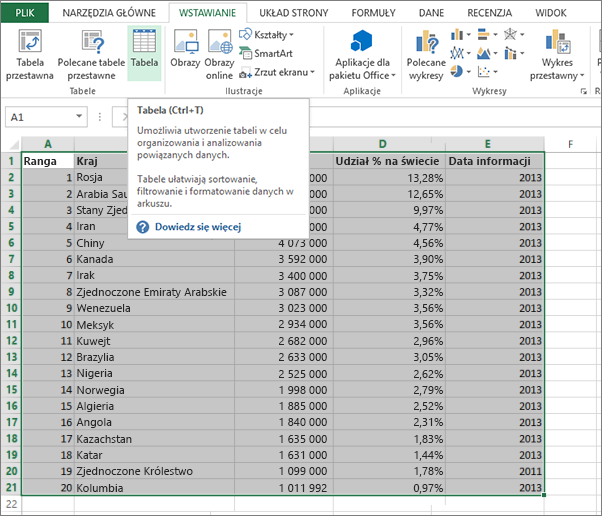 PLIK NARZĘDZIA GŁÓWNE WSTAWIANIE UKŁAD STRONY FORMUŁY DANE RECENZJA WIDOK
Tabela przestawna
Polecane tabele przestawne
Tabela
Tabele
Obrazy
Obrazy online
Kształty
SmartArt
Zrzut ekranu
Ilustracje
Aplikacje dla pakietu Office
Aplikacje
Polecane wykresy
Wykres przestawny
Wykresy
A1
Tabela (Ctrl+T)
Umożliwia utworzenie tabeli w celu
organizowania i analizowania
powiązanych danych.
Tabele ułatwiają sortowanie,
filtrowanie i formatowanie danych w
arkuszu.
Dowiedz się więcej
A D E F
1 Ranga Kraj Udział % na świecie Data informacji
2 1 Rosja 000 13,28% 2013
3 2 Arabia Sau 000 12,65% 2013
4 3 Stany Zjed 000 9,97% 2013
5 4 Iran 000 4,77% 2013
6 5 Chiny 4 073 000 4,56% 2013
7 6 Kanada 3 592 000 3,90% 2013
8 7 Irak 3 400 000 3,75% 2013
9 8 Zjednoczone Emiraty Arabskie 3 087 000 3,32% 2013
10 9 Wenezuela 3 023 000 3,56% 2013
11 10 Meksyk 2 934 000 3,56% 2013
12 11 Kuwejt 2 682 000 2,96% 2013
13 12 Brazylia 2 633 000 3,05% 2013
14 13 Nigeria 2 525 000 2,62% 2013
15 14 Norwegia 1 998 000 2,79% 2013
16 15 Algieria 1 885 000 2,52% 2013
17 16 Angola 1 840 000 2,31% 2013
18 17 Kazachstan 1 635 000 1,83% 2013
19 18 Katar 1 631 000 1,44% 2013
20 19 Zjednoczone Królestwo 1 099 000 1,78% 2011
21 20 Kolumbia 1 011 992 0,97% 2013
22